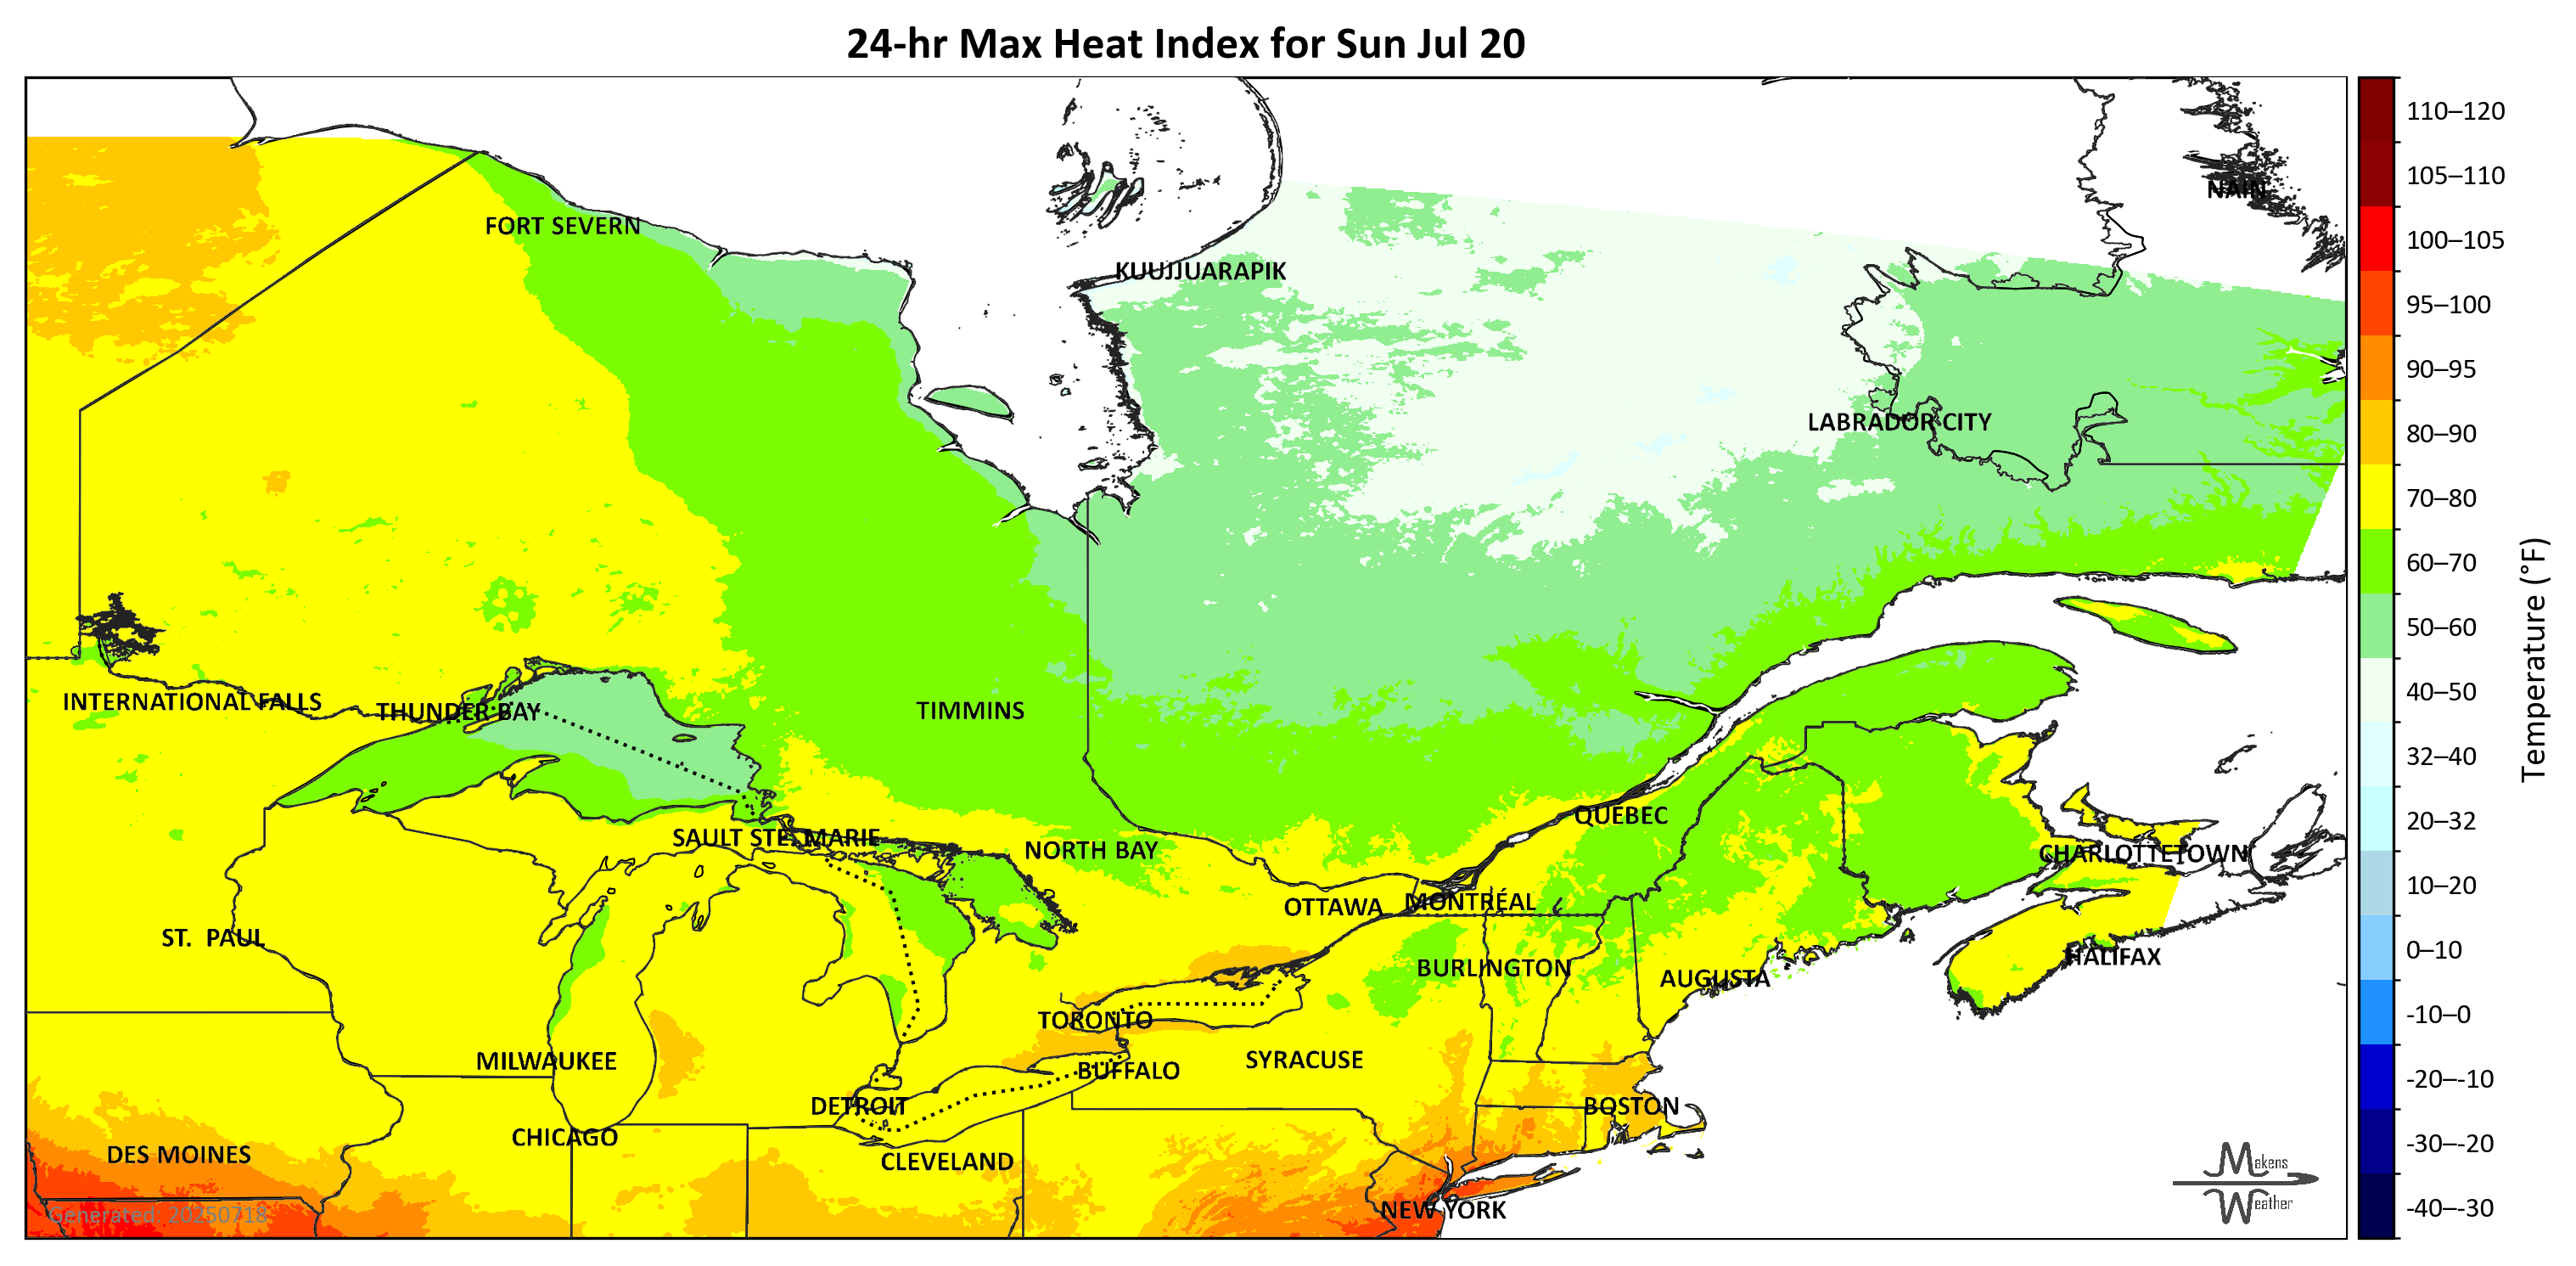 24-hr Max Heat Index for Sun Jul 20
NAIN
FORT SEVERN
KUUJJUARAPIK
LABRADOR CITY
INTERNATIONAL FALLS
THUNDER BAY
TIMMINS
QUEBEC
SAULT STE. MARIE
NORTH BAY
CHARLOTTETOWN
OTTAWA
MONTRÉAL
ST. PAUL
HALIFAX
BURLINGTON
AUGUSTA
TORONTO
MILWAUKEE
BUFFALO
SYRACUSE
DETROIT
BOSTON
CHICAGO
DES MOINES
CLEVELAND
NEW YORK
Generated: 20250718
Makens
Weather
110–120
105–110
100–105
95–100
90–95
80–90
70–80
60–70
50–60
40–50
32–40
20–32
10–20
0–10
-10–0
-20–-10
-30–-20
-40–-30
Temperature (°F)